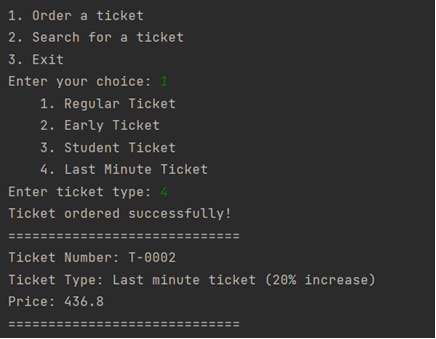 1. Order a ticket
2. Search for a ticket
3. Exit
Enter your choice: 1
    1. Regular Ticket
    2. Early Ticket
    3. Student Ticket
    4. Last Minute Ticket
Enter ticket type: 4
Ticket ordered successfully!
=============================
Ticket Number: T-0002
Ticket Type: Last minute ticket (20% increase)
Price: 436.8
=============================